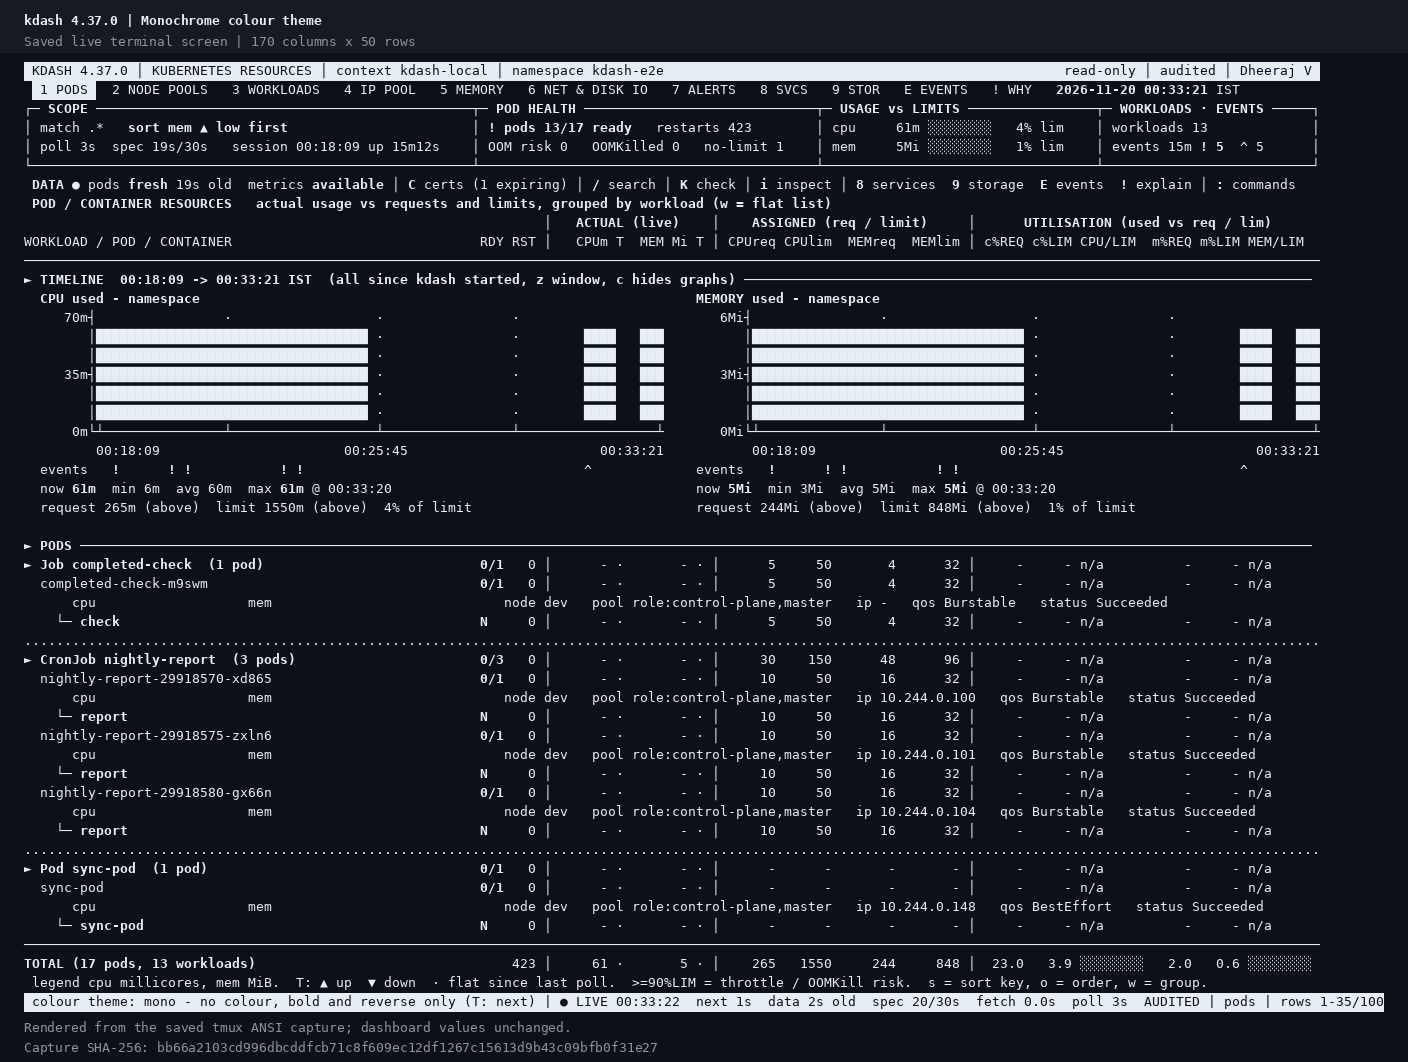 kdash 4.37.0 | Monochrome colour theme
Saved live terminal screen | 170 columns x 50 rows
KDASH 4.37.0 │ KUBERNETES RESOURCES │ context kdash-local │ namespace kdash-e2e read-only │ audited │ Dheeraj V
1 PODS 2 NODE POOLS 3 WORKLOADS 4 IP POOL 5 MEMORY 6 NET & DISK IO 7 ALERTS 8 SVCS 9 STOR E EVENTS ! WHY 2026-11-20 00:33:21 IST
SCOPE POD HEALTH USAGE vs LIMITS WORKLOADS · EVENTS
match .* sort mem ▲ low first │ ! pods 13/17 ready restarts 423 │ cpu 61m ░░░░░░░░ 4% lim │ workloads 13
poll 3s spec 19s/30s session 00:18:09 up 15m12s │ OOM risk 0 OOMKilled 0 no-limit 1 │ mem 5Mi ░░░░░░░░ 1% lim │ events 15m ! 5 ^ 5
DATA ● pods fresh 19s old metrics available │ C certs (1 expiring) │ / search │ K check │ i inspect │ 8 services 9 storage E events ! explain │ : commands
POD / CONTAINER RESOURCES actual usage vs requests and limits, grouped by workload (w = flat list)
│ ACTUAL (live) │ ASSIGNED (req / limit) │ UTILISATION (used vs req / lim)
WORKLOAD / POD / CONTAINER RDY RST │ CPUm T MEM Mi T │ CPUreq CPUlim MEMreq MEMlim │ c%REQ c%LIM CPU/LIM m%REQ m%LIM MEM/LIM
► TIMELINE 00:18:09 -> 00:33:21 IST (all since kdash started, z window, c hides graphs)
CPU used - namespace MEMORY used - namespace
70m 6Mi
35m 3Mi
0m 0Mi
00:18:09 00:25:45 00:33:21 00:18:09 00:25:45 00:33:21
events ! ! ! ! ! ^ events ! ! ! ! ! ^
now 61m min 6m avg 60m max 61m @ 00:33:20 now 5Mi min 3Mi avg 5Mi max 5Mi @ 00:33:20
request 265m (above) limit 1550m (above) 4% of limit request 244Mi (above) limit 848Mi (above) 1% of limit
► PODS
► Job completed-check (1 pod) 0/1 0 │ - · - · │ 5 50 4 32 │ - - n/a - - n/a
completed-check-m9swm 0/1 0 │ - · - · │ 5 50 4 32 │ - - n/a - - n/a
cpu mem node dev pool role:control-plane,master ip - qos Burstable status Succeeded
└─ check N 0 │ - · - · │ 5 50 4 32 │ - - n/a - - n/a
► CronJob nightly-report (3 pods) 0/3 0 │ - · - · │ 30 150 48 96 │ - - n/a - - n/a
nightly-report-29918570-xd865 0/1 0 │ - · - · │ 10 50 16 32 │ - - n/a - - n/a
cpu mem node dev pool role:control-plane,master ip 10.244.0.100 qos Burstable status Succeeded
└─ report N 0 │ - · - · │ 10 50 16 32 │ - - n/a - - n/a
nightly-report-29918575-zxln6 0/1 0 │ - · - · │ 10 50 16 32 │ - - n/a - - n/a
cpu mem node dev pool role:control-plane,master ip 10.244.0.101 qos Burstable status Succeeded
└─ report N 0 │ - · - · │ 10 50 16 32 │ - - n/a - - n/a
nightly-report-29918580-gx66n 0/1 0 │ - · - · │ 10 50 16 32 │ - - n/a - - n/a
cpu mem node dev pool role:control-plane,master ip 10.244.0.104 qos Burstable status Succeeded
└─ report N 0 │ - · - · │ 10 50 16 32 │ - - n/a - - n/a
► Pod sync-pod (1 pod) 0/1 0 │ - · - · │ - - - - │ - - n/a - - n/a
sync-pod 0/1 0 │ - · - · │ - - - - │ - - n/a - - n/a
cpu mem node dev pool role:control-plane,master ip 10.244.0.148 qos BestEffort status Succeeded
└─ sync-pod N 0 │ - · - · │ - - - - │ - - n/a - - n/a
TOTAL (17 pods, 13 workloads) 423 │ 61 · 5 · │ 265 1550 244 848 │ 23.0 3.9 ░░░░░░░░ 2.0 0.6 ░░░░░░░░
legend cpu millicores, mem MiB. T: ▲ up ▼ down · flat since last poll. >=90%LIM = throttle / OOMKill risk. s = sort key, o = order, w = group.
colour theme: mono - no colour, bold and reverse only (T: next) │ ● LIVE 00:33:22 next 1s data 2s old spec 20/30s fetch 0.0s poll 3s AUDITED | pods | rows 1-35/100
Rendered from the saved tmux ANSI capture; dashboard values unchanged.
Capture SHA-256: bb66a2103cd996dbcddfcb71c8f609ec12df1267c15613d9b43c09bfb0f31e27